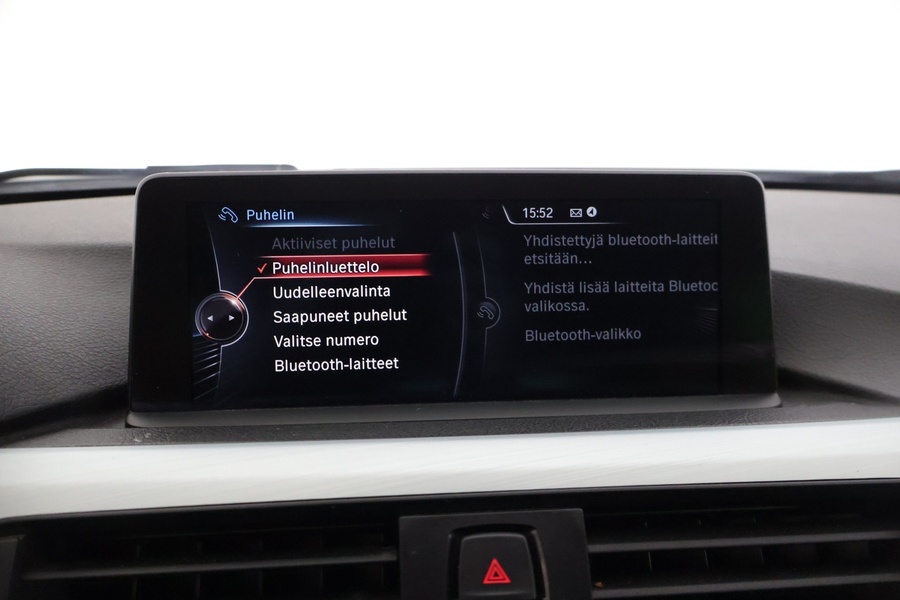 Puhelin
15:52
Aktiiviset puhelut
Puhelinluettelo
Uudelleenvalinta
Saapuneet puhelut
Valitse numero
Bluetooth-laitteet
Yhdistettyjä bluetooth-laitteit
etsitään...
Yhdistä lisää laitteita Bluetoo
valikossa.
Bluetooth-valikko